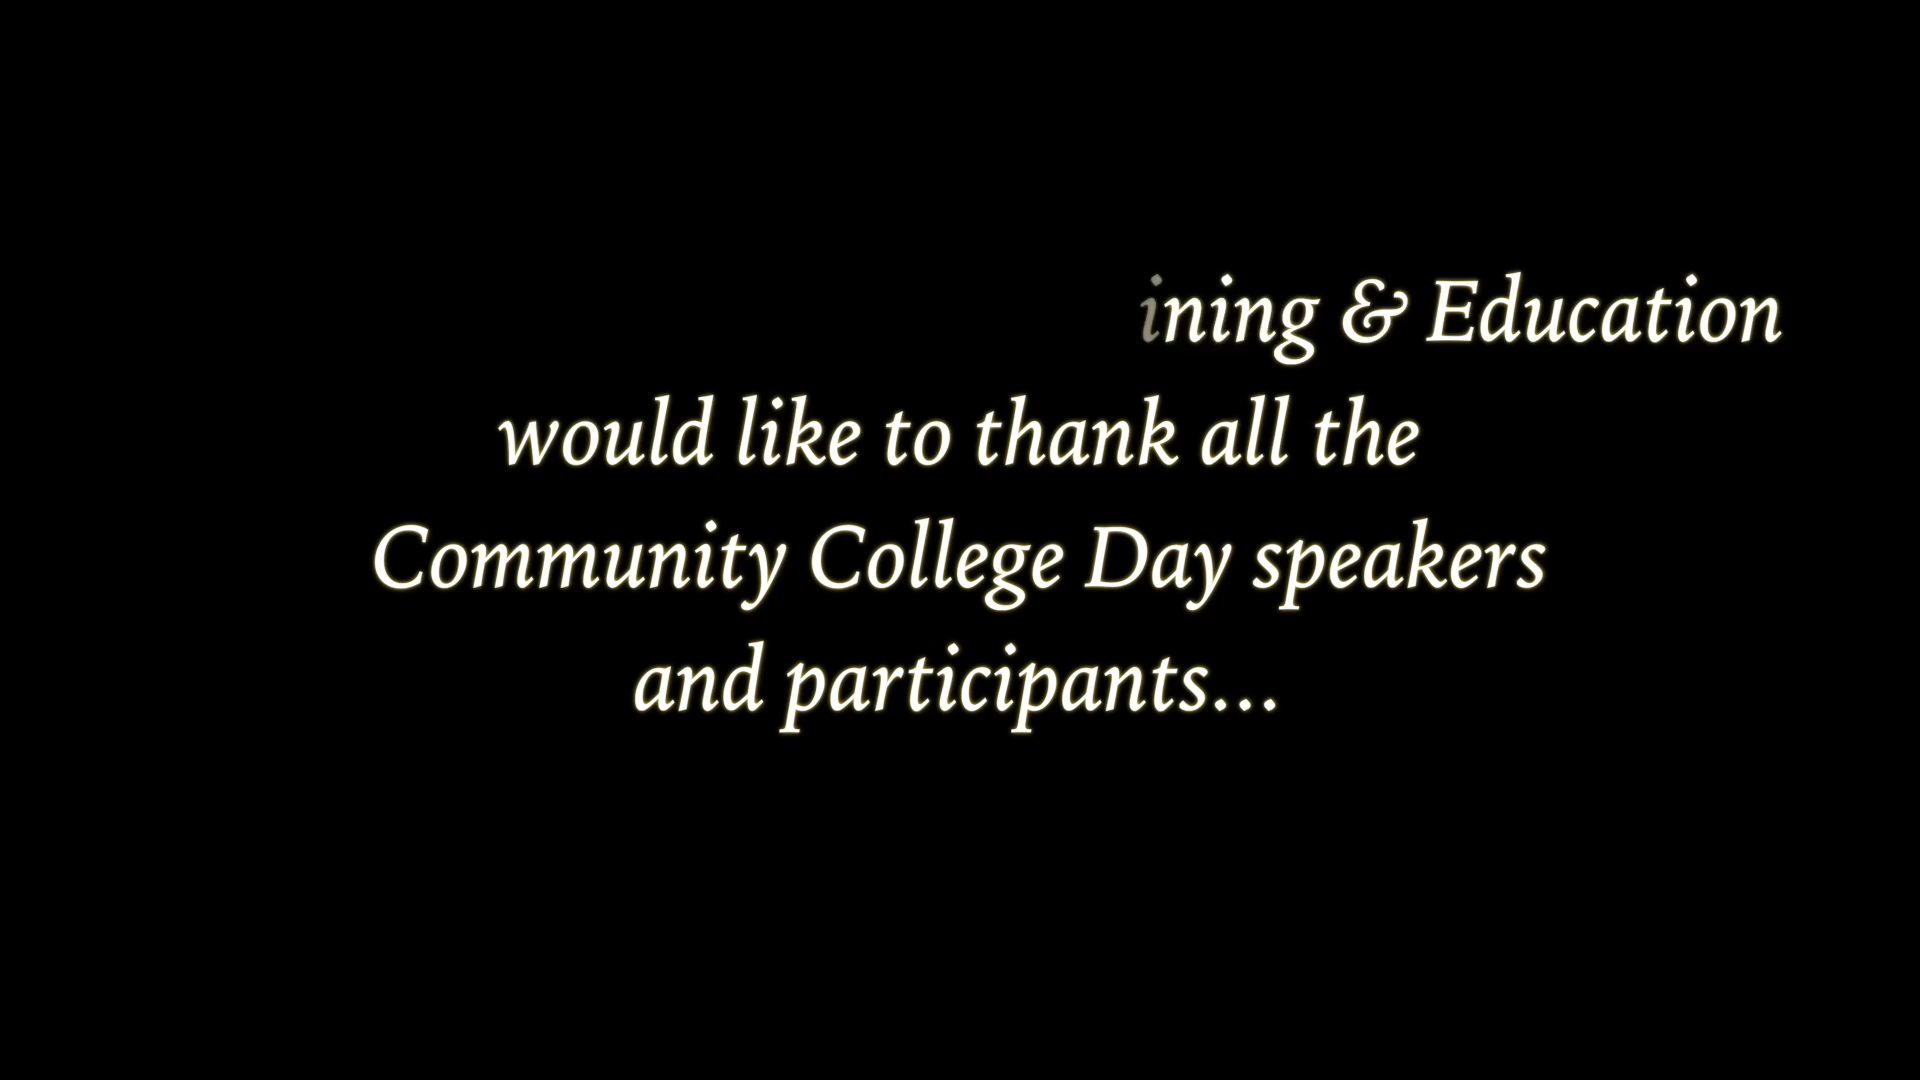 ining & Education
would like to thank all the
Community College Day speakers
and participants...